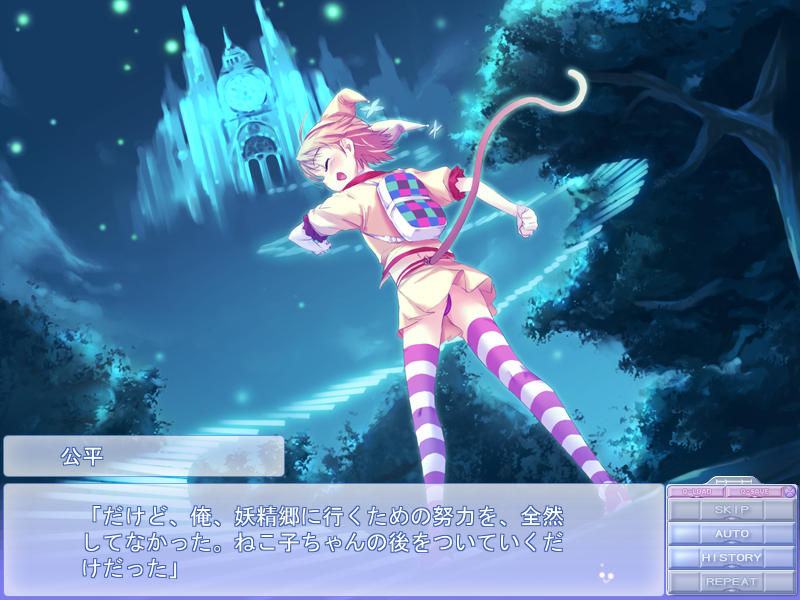 公平
「だけど、俺、妖精郷に行くための努力を、全然
してなかった。ねこ子ちゃんの後をついていくだ
けだった」
Q-LOAD Q-SAVE
SKIP
AUTO
HISTORY
REPEAT